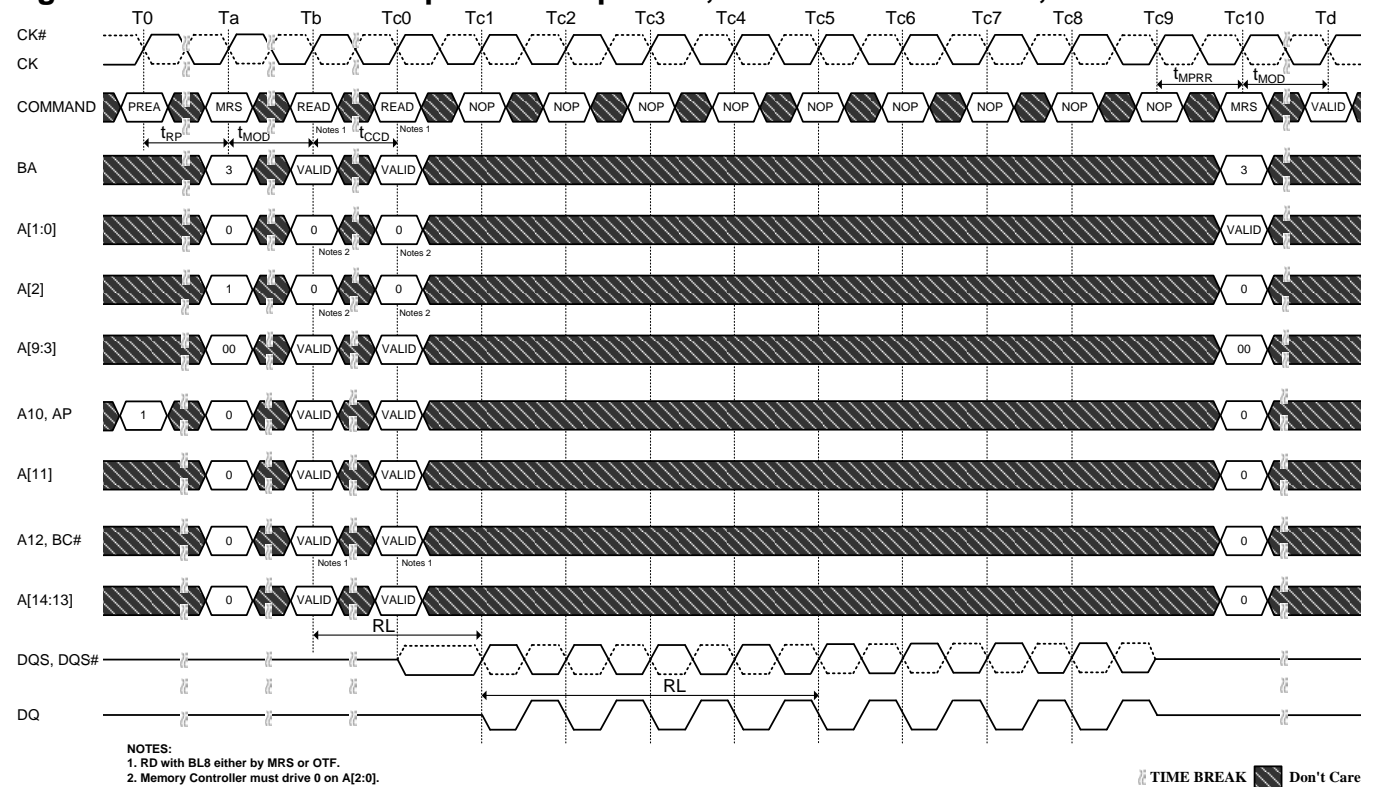 T0 Ta Tb Tc0 Tc1 Tc2 Tc3 Tc4 Tc5 Tc6 Tc7 Tc8 Tc9 Tc10 Td
CK#
CK
tMPRR tMOD
COMMAND PREA MRS READ READ NOP NOP NOP NOP NOP NOP NOP NOP NOP MRS VALID
Notes 1 Notes 1
tRP tMOD tCCD
BA 3 VALID VALID 3
A[1:0] 0 0 0 VALID
Notes 2 Notes 2
A[2] 1 0 0 0
Notes 2 Notes 2
A[9:3] 00 VALID VALID 00
A10, AP 1 0 VALID VALID 0
A[11] 0 VALID VALID 0
A12, BC# 0 VALID VALID 0
Notes 1 Notes 1
A[14:13] 0 VALID VALID 0
RL
DQS, DQS#
RL
DQ
NOTES:
1. RD with BL8 either by MRS or OTF.
2. Memory Controller must drive 0 on A[2:0].
TIME BREAK Don't Care